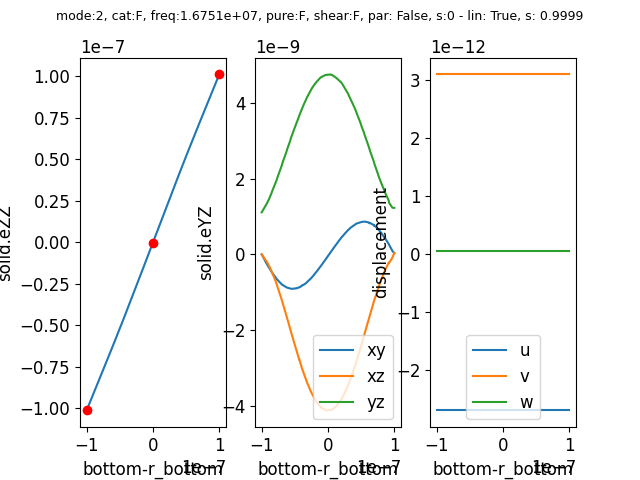 mode:2, cat:F, freq:1.6751e+07, pure:F, shear:F, par: False, s:0 - lin: True, s: 0.9999
1e−7
1e−9
1e−12
1.00
0.75
0.50
0.25
0.00
−0.25
−0.50
−0.75
−1.00
solid.eZZ
−1
0
1
bottom-r_bottom
1e−7
4
2
0
−2
−4
solid.eYZ
xy
xz
yz
−1
0
1
bottom-r_bottom
1e−7
3
2
1
0
−1
−2
displacement
u
v
w
−1
0
1
bottom-r_bottom
1e−7